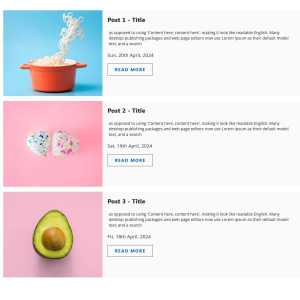 Post 1 - Title
as opposed to using 'Content here, content here', making it look like readable English. Many
desktop publishing packages and web page editors now use Lorem Ipsum as their default model
text, and a search
Sun, 20th April, 2024
READ MORE
Post 2 - Title
as opposed to using 'Content here, content here', making it look like readable English. Many
desktop publishing packages and web page editors now use Lorem Ipsum as their default model
text, and a search
Sat, 19th April, 2024
READ MORE
Post 3 - Title
as opposed to using 'Content here, content here', making it look like readable English. Many
desktop publishing packages and web page editors now use Lorem Ipsum as their default model
text, and a search
Fri, 18th April, 2024
READ MORE